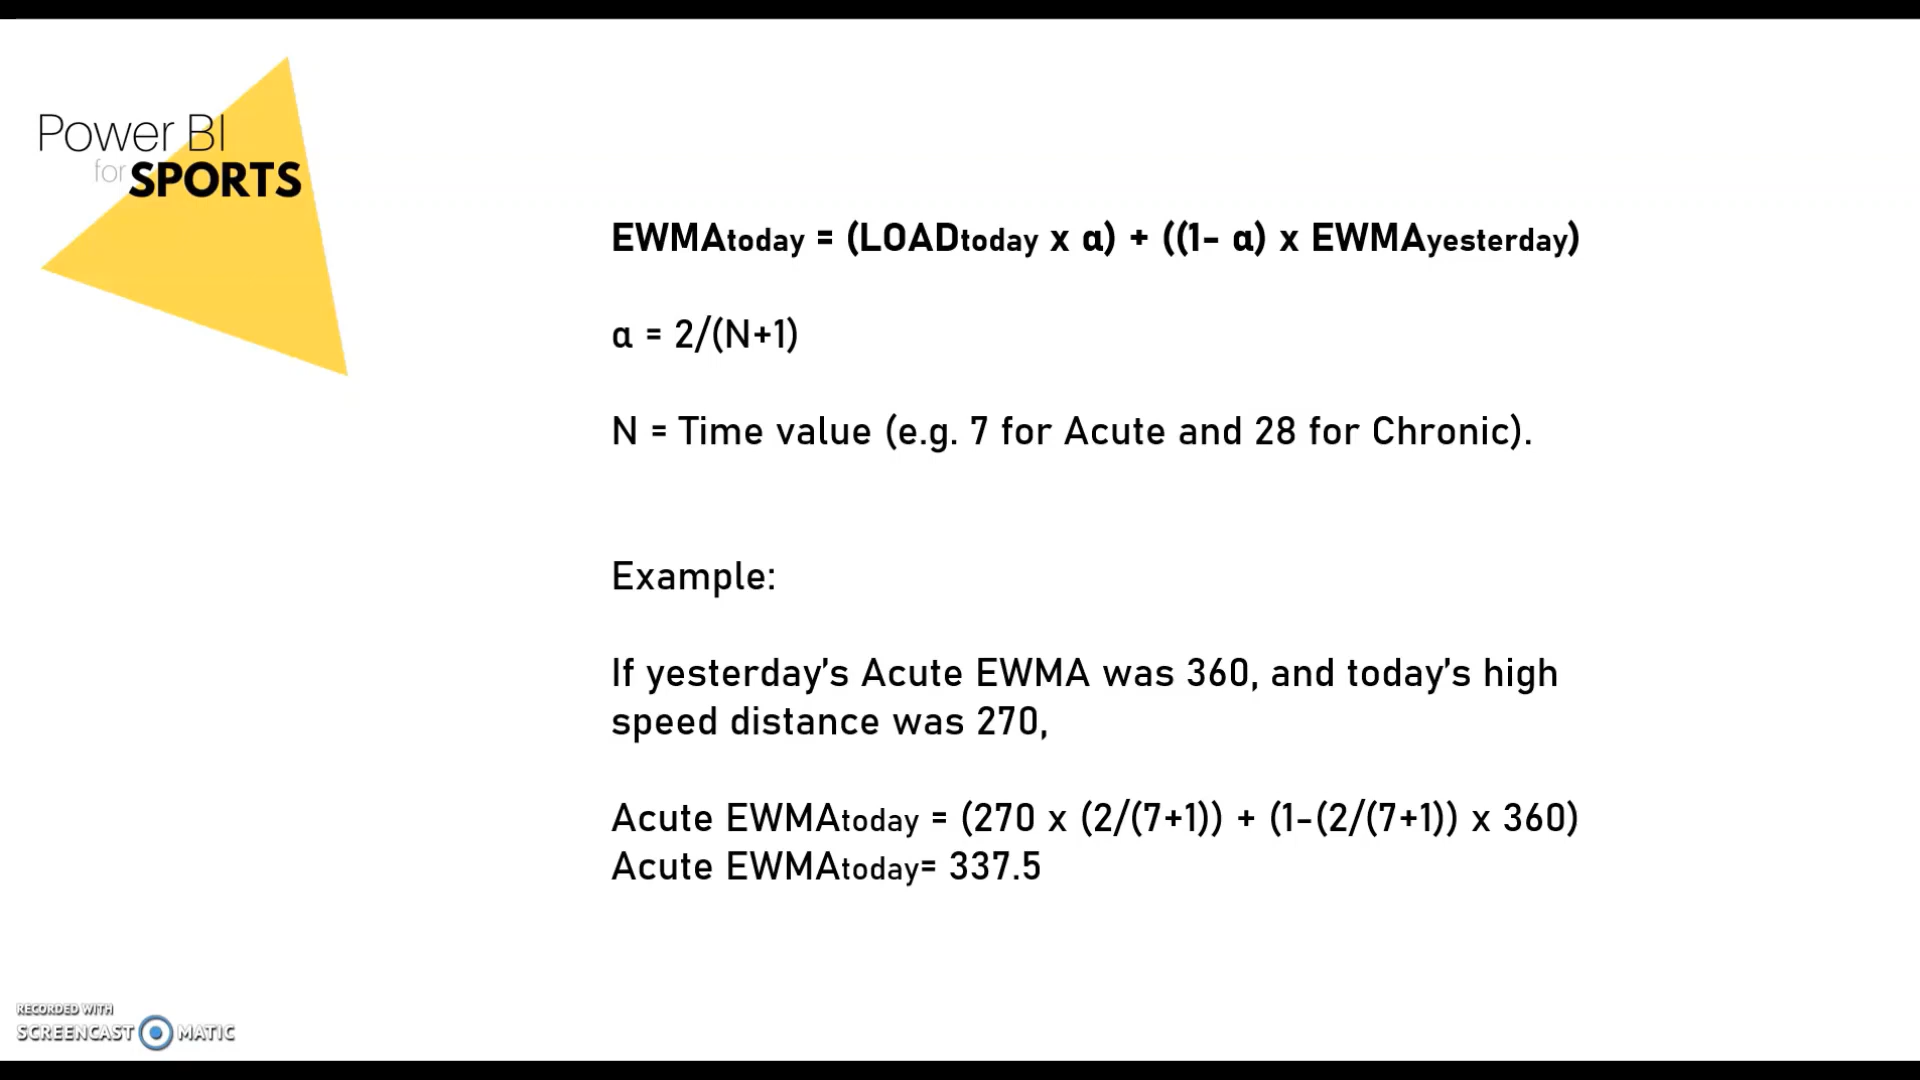 Power BI
for SPORTS
EWMAtoday = (LOADtoday x α) + ((1- α) x EWMAyesterday)
α = 2/(N+1)
N = Time value (e.g. 7 for Acute and 28 for Chronic).
Example:
If yesterday's Acute EWMA was 360, and today's high
speed distance was 270,
Acute EWMAtoday = (270 x (2/(7+1)) + (1-(2/(7+1)) x 360)
Acute EWMAtoday= 337.5
RECORDED WITH
SCREENCAST MATIC